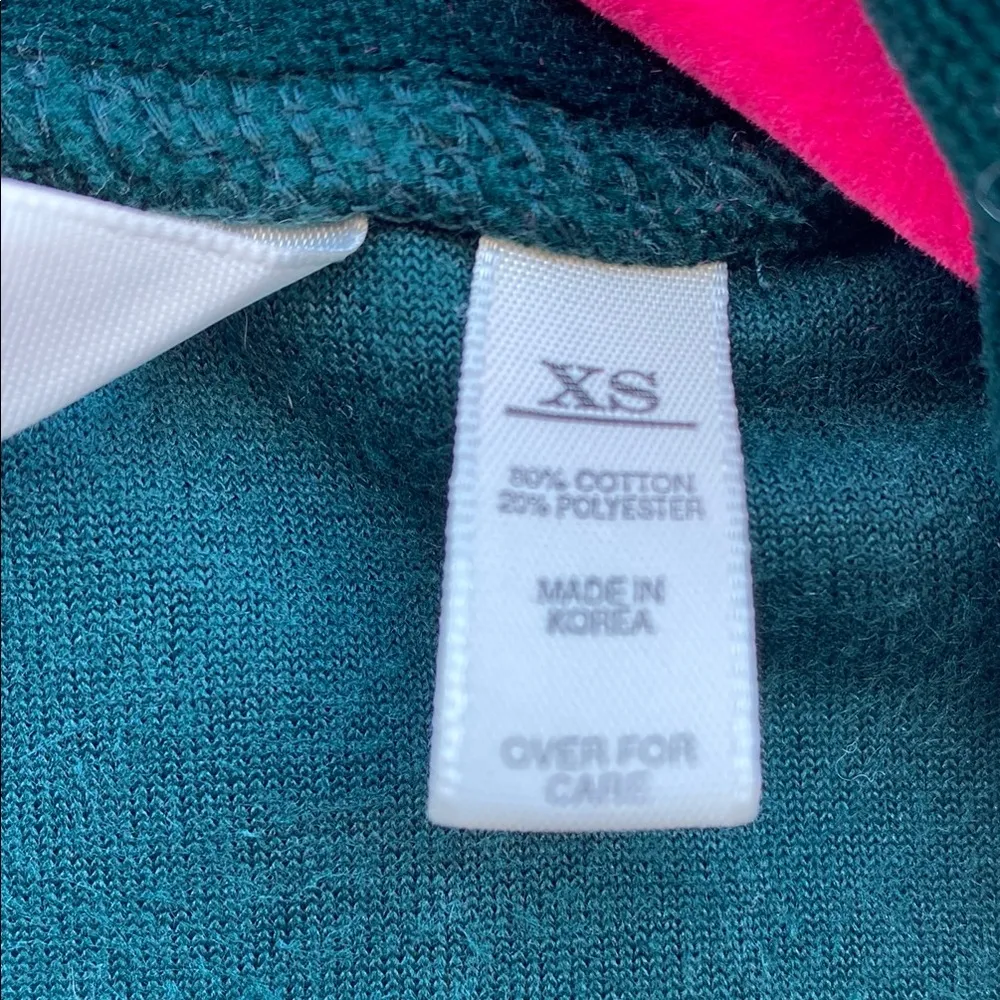 XS
80% COTTON
20% POLYESTER
MADE IN
KOREA
OVER FOR
CARE